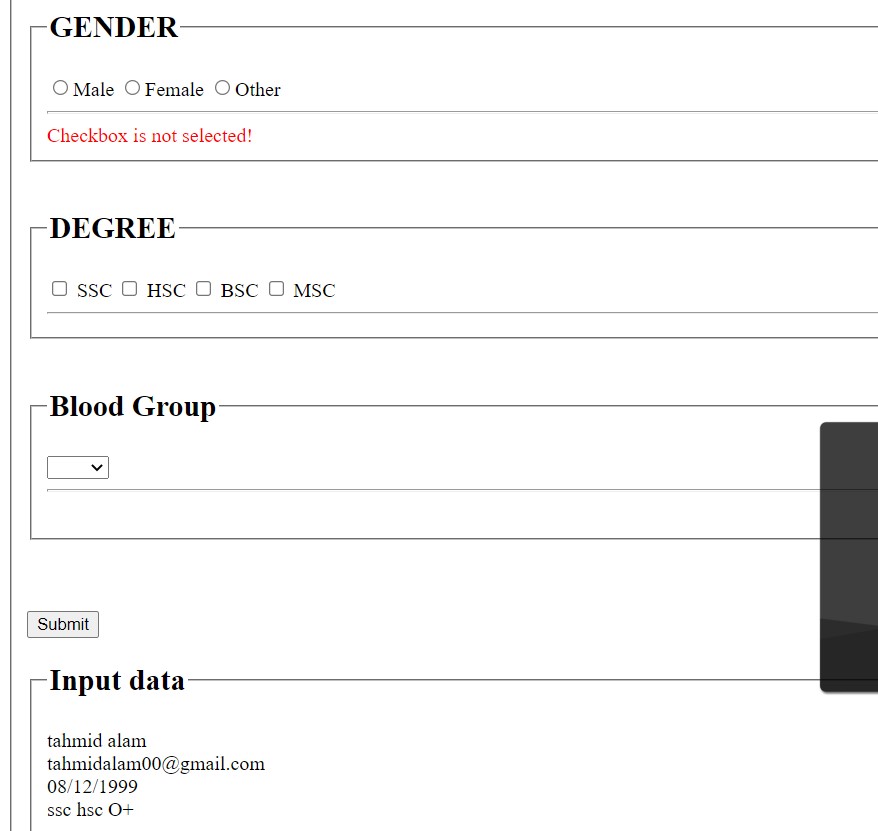 GENDER
Male Female Other
Checkbox is not selected!
DEGREE
SSC HSC BSC MSC
Blood Group
Submit
Input data
tahmid alam
tahmidalam00@gmail.com
08/12/1999
ssc hsc O+